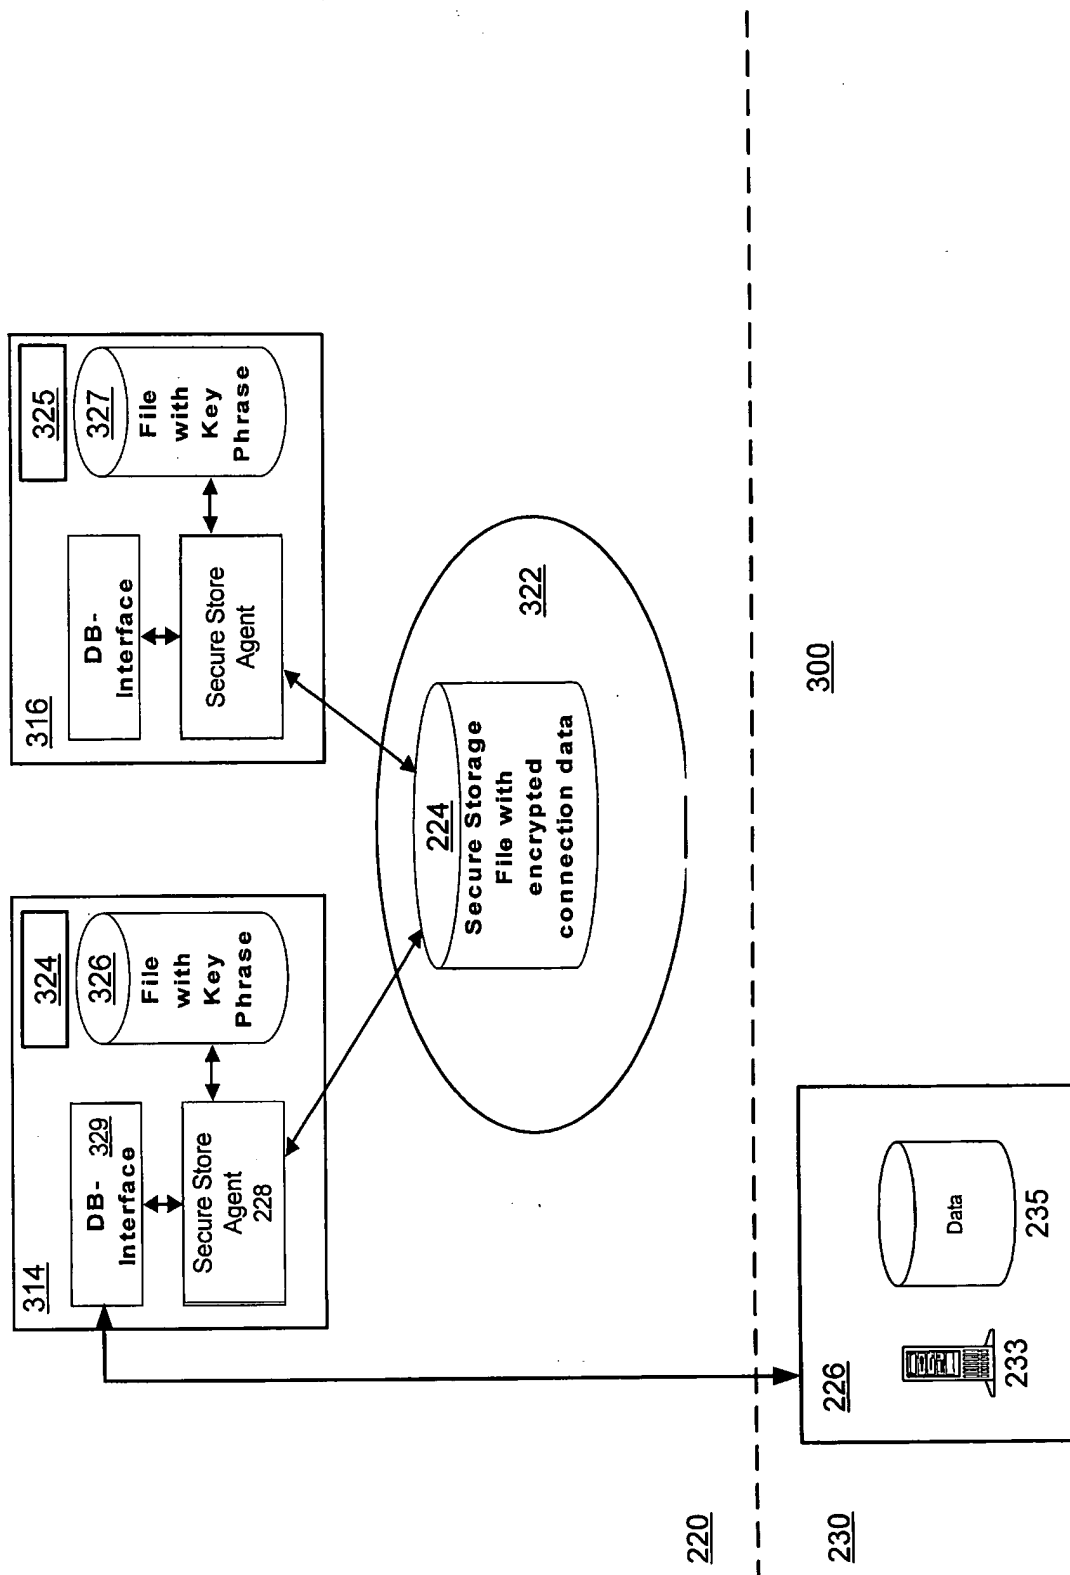 314
324
DB- 329
Interface
326
File
with
Key
Phrase
Secure Store
Agent
228
316
325
DB-
Interface
327
File
with
Key
Phrase
Secure Store
Agent
322
224
Secure Storage
File with
encrypted
connection data
220
230
300
226
233
Data
235